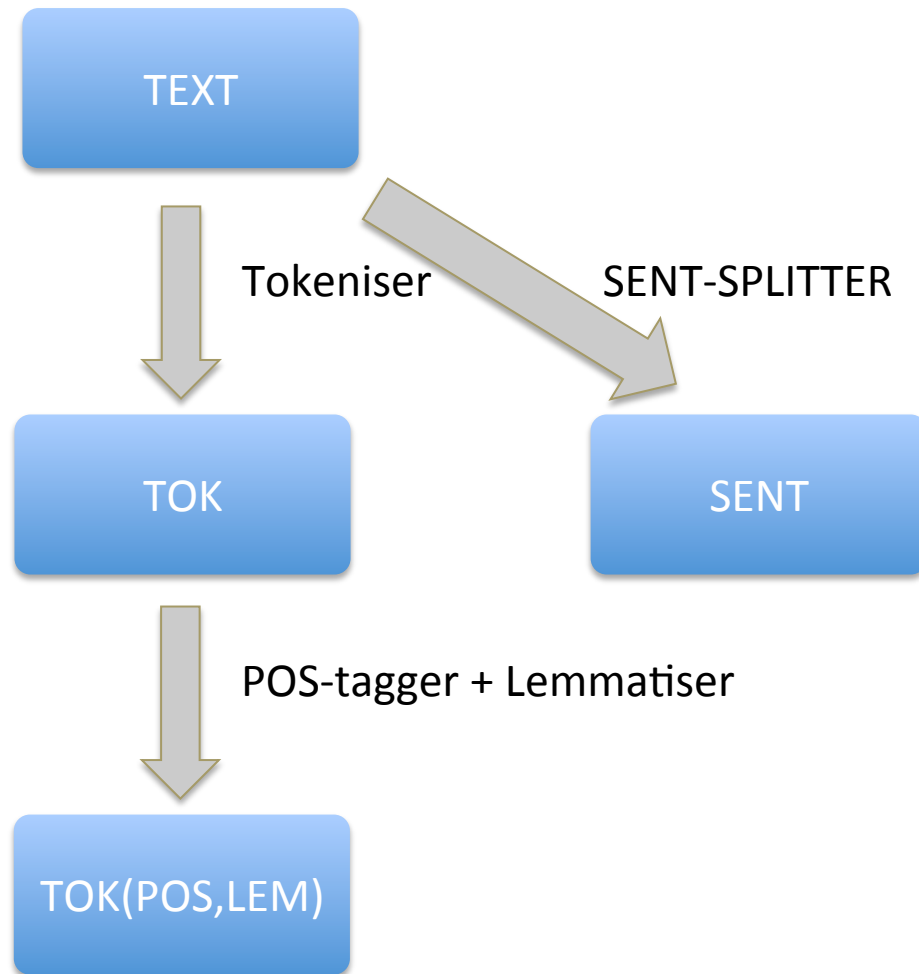 TEXT
Tokeniser
SENT-SPLITTER
TOK
SENT
POS-tagger + Lemmatiser
TOK(POS,LEM)